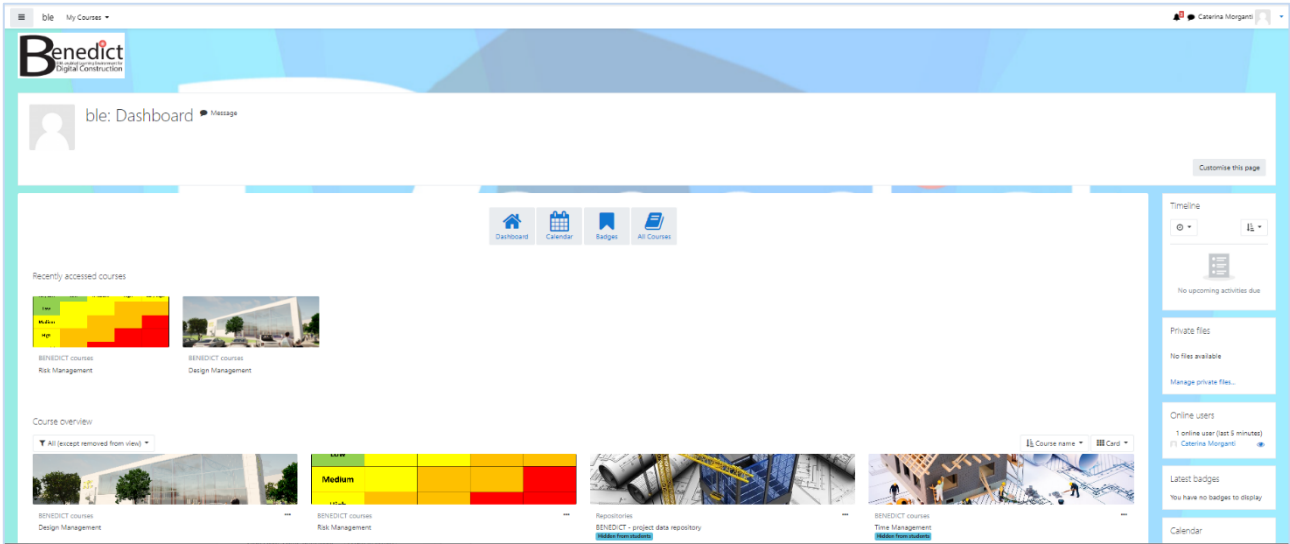 ble My Courses
Caterina Morganti
Benedict
Digital Construction
ble: Dashboard Message
Customise this page
Dashboard Calendar Badges All Courses
Recently accessed courses
Low
Medium
High
BENEDICT courses
Risk Management
BENEDICT courses
Design Management
Course overview
All (except removed from view)
Course name Card
BENEDICT courses
Design Management
Low
Medium
High
BENEDICT courses
Risk Management
Repositories
BENEDICT - project data repository
Hidden from students
BENEDICT courses
Time Management
Hidden from students
Timeline
No upcoming activities due
Private files
No files available
Manage private files...
Online users
1 online user (last 5 minutes)
Caterina Morganti
Latest badges
You have no badges to display
Calendar